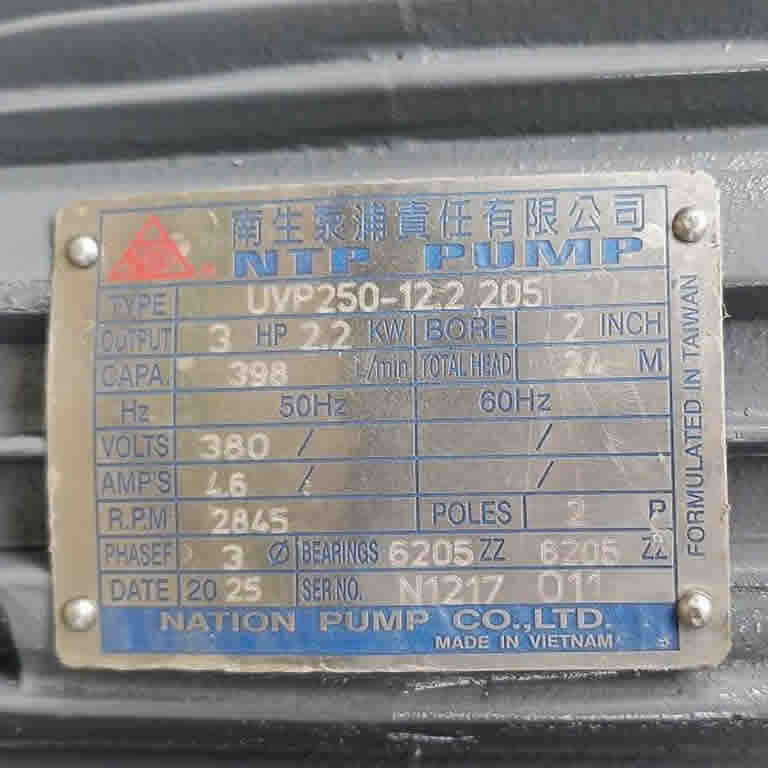 南生泵浦責任有限公司
NTP PUMP
TYPE UVP250-12.2 205
OUTPUT 3 HP 2.2 KW BORE 2 INCH
CAPA. 398 L/min TOTAL HEAD 24 M
Hz 50Hz 60Hz
VOLTS 380 / /
AMP'S 4.6 / /
R.P.M 2845 POLES 2 P
PHASEF 3 Ø BEARINGS 6205 ZZ 6205 ZZ
DATE 20 25 SER.NO. N1217 011
NATION PUMP CO.,LTD.
MADE IN VIETNAM
FORMULATED IN TAIWAN